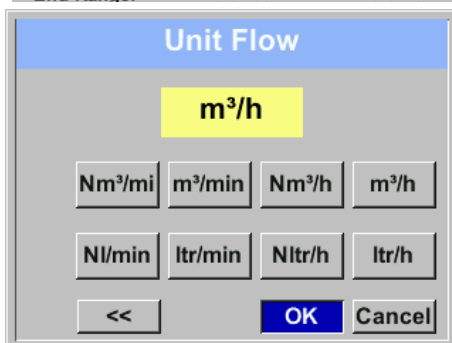 Unit Flow
m³/h
Nm³/mi m³/min Nm³/h m³/h
Nl/min ltr/min Nltr/h ltr/h
<< OK Cancel